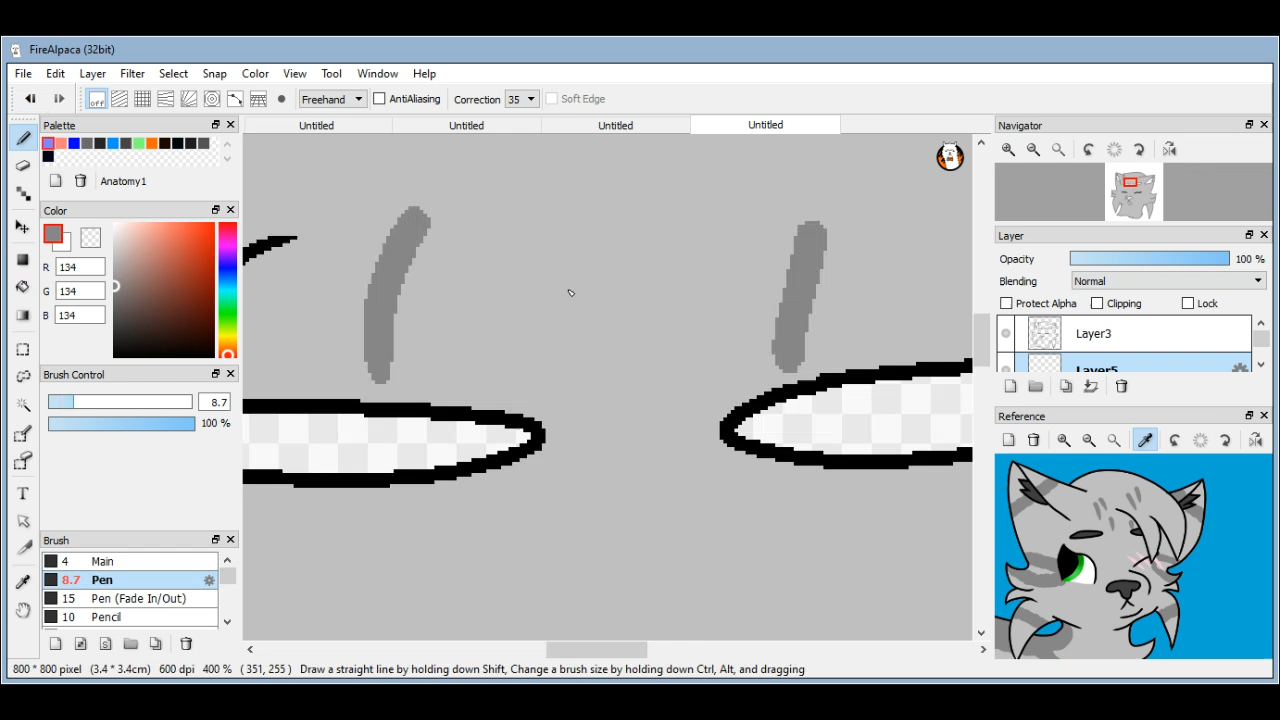 FireAlpaca (32bit)
File Edit Layer Filter Select Snap Color View Tool Window Help
off Freehand AntiAliasing Correction 35 Soft Edge
Palette
Anatomy1
Color
R 134
G 134
B 134
Brush Control
8.7
100 %
Brush
4 Main
8.7 Pen
15 Pen (Fade In/Out)
10 Pencil
Untitled Untitled Untitled Untitled
Navigator
Layer
Opacity 100 %
Blending Normal
Protect Alpha Clipping Lock
Layer3
Layer5
Reference
800 * 800 pixel (3.4 * 3.4cm) 600 dpi 400 % ( 351, 255 ) Draw a straight line by holding down Shift, Change a brush size by holding down Ctrl, Alt, and dragging